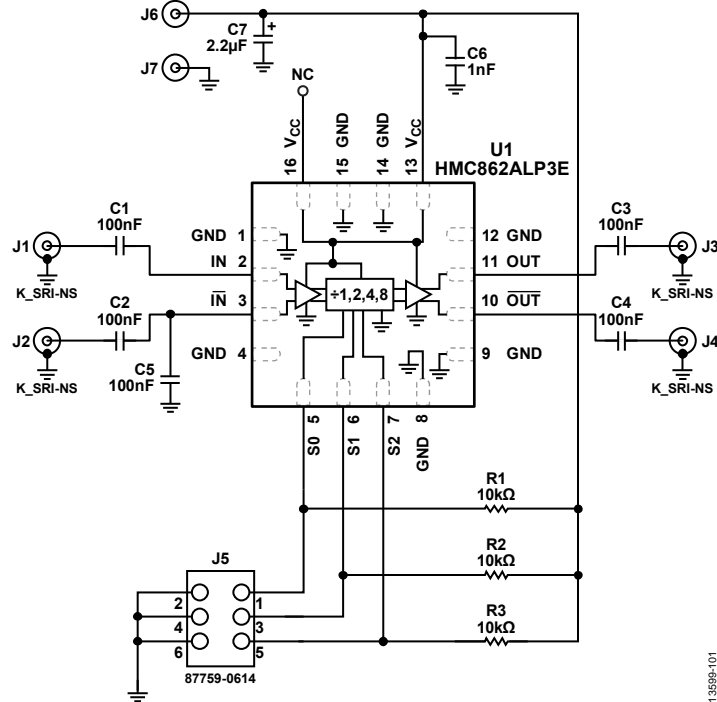 J6
C7
2.2µF
+
J7
NC
C6
1nF
16 VCC
15 GND
14 GND
13 VCC
U1
HMC862ALP3E
C1
100nF
J1
K_SRI-NS
C2
100nF
J2
K_SRI-NS
C5
100nF
GND 1
IN 2
IN 3
GND 4
÷1,2,4,8
12 GND
11 OUT
10 OUT
9 GND
C3
100nF
J3
K_SRI-NS
C4
100nF
J4
K_SRI-NS
S0 5
S1 6
S2 7
GND 8
R1
10kΩ
R2
10kΩ
R3
10kΩ
J5
2 1
4 3
6 5
87759-0614
13599-101